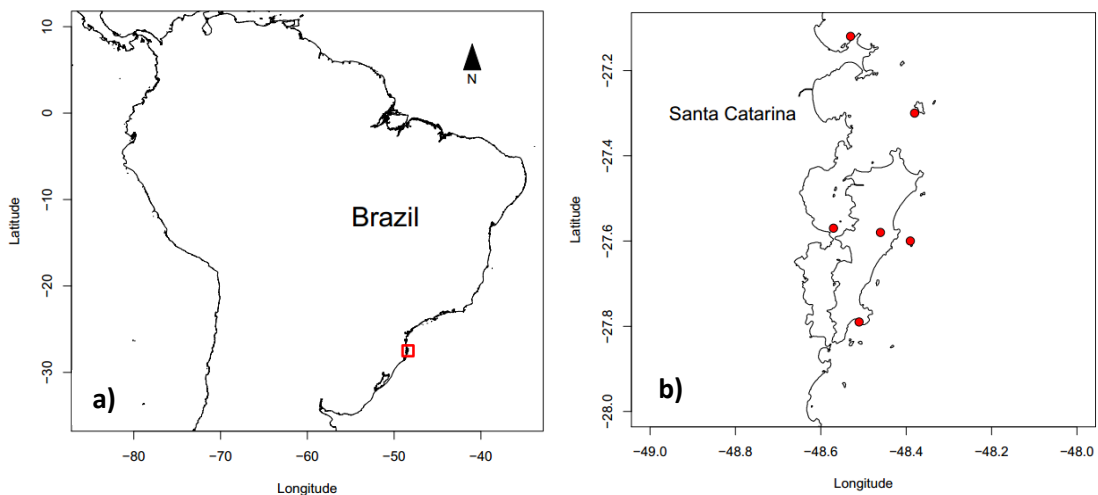 10
0
−10
−20
−30
Latitude
N
Brazil
a)
−80
−70
−60
−50
−40
Longitude
−27.2
−27.4
−27.6
−27.8
−28.0
Latitude
Santa Catarina
b)
−49.0
−48.8
−48.6
−48.4
−48.2
−48.0
Longitude